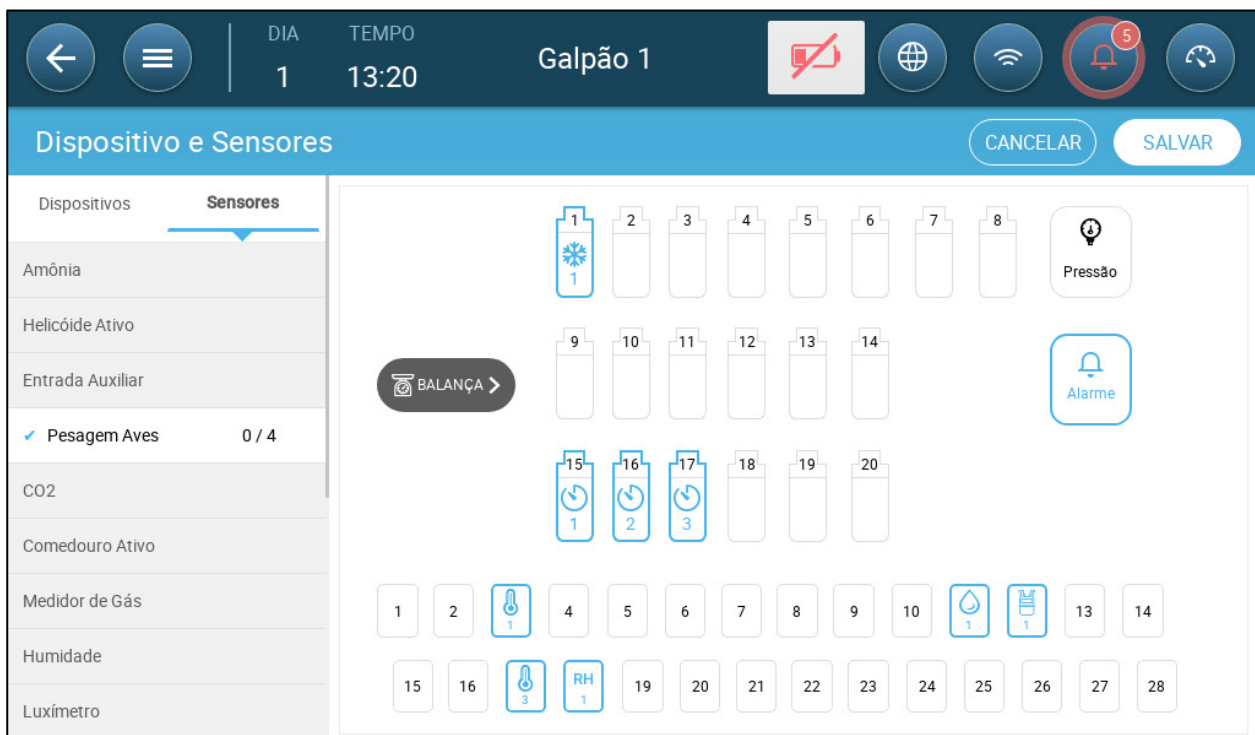 DIA TEMPO
1 13:20 Galpão 1 5
Dispositivo e Sensores CANCELAR SALVAR
Dispositivos Sensores
Amônia
Helicóide Ativo
Entrada Auxiliar
Pesagem Aves 0 / 4
CO2
Comedouro Ativo
Medidor de Gás
Humidade
Luxímetro
1 2 3 4 5 6 7 8
1
Pressão
9 10 11 12 13 14
BALANÇA
Alarme
15 16 17 18 19 20
1 2 3
1 2 1 4 5 6 7 8 9 10 1 1 13 14
15 16 3 RH 1 19 20 21 22 23 24 25 26 27 28